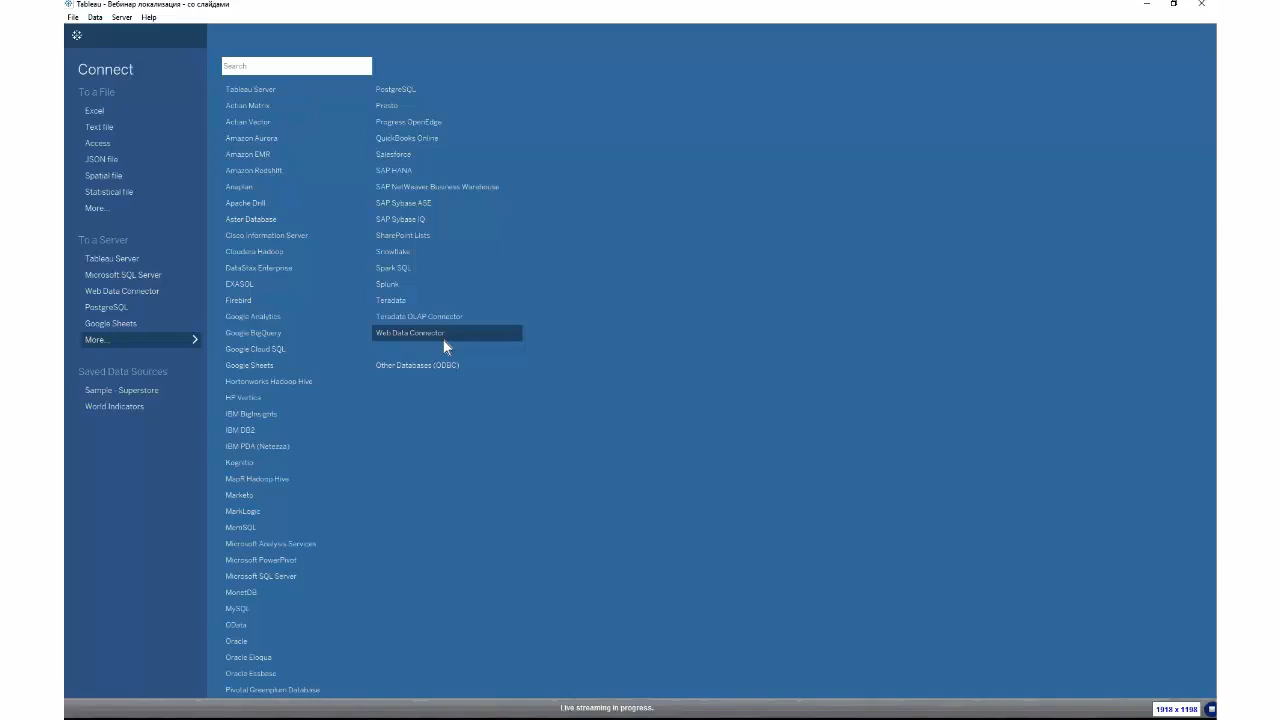 Tableau - Вебинар локализация - со слайдами
File Data Server Help
Connect
To a File
Excel
Text file
Access
JSON file
Spatial file
Statistical file
More...
To a Server
Tableau Server
Microsoft SQL Server
Web Data Connector
PostgreSQL
Google Sheets
More...
Saved Data Sources
Sample - Superstore
World Indicators
Search
Tableau Server
Actian Matrix
Actian Vector
Amazon Aurora
Amazon EMR
Amazon Redshift
Anaplan
Apache Drill
Aster Database
Cisco Information Server
Cloudera Hadoop
DataStax Enterprise
EXASOL
Firebird
Google Analytics
Google BigQuery
Google Cloud SQL
Google Sheets
Hortonworks Hadoop Hive
HP Vertica
IBM BigInsights
IBM DB2
IBM PDA (Netezza)
Kognitio
MapR Hadoop Hive
Marketo
MarkLogic
MemSQL
Microsoft Analysis Services
Microsoft PowerPivot
Microsoft SQL Server
MonetDB
MySQL
OData
Oracle
Oracle Eloqua
Oracle Essbase
Pivotal Greenplum Database
PostgreSQL
Presto
Progress OpenEdge
QuickBooks Online
Salesforce
SAP HANA
SAP NetWeaver Business Warehouse
SAP Sybase ASE
SAP Sybase IQ
SharePoint Lists
Snowflake
Spark SQL
Splunk
Teradata
Teradata OLAP Connector
Web Data Connector
Other Databases (ODBC)
Live streaming in progress.
1918 x 1198